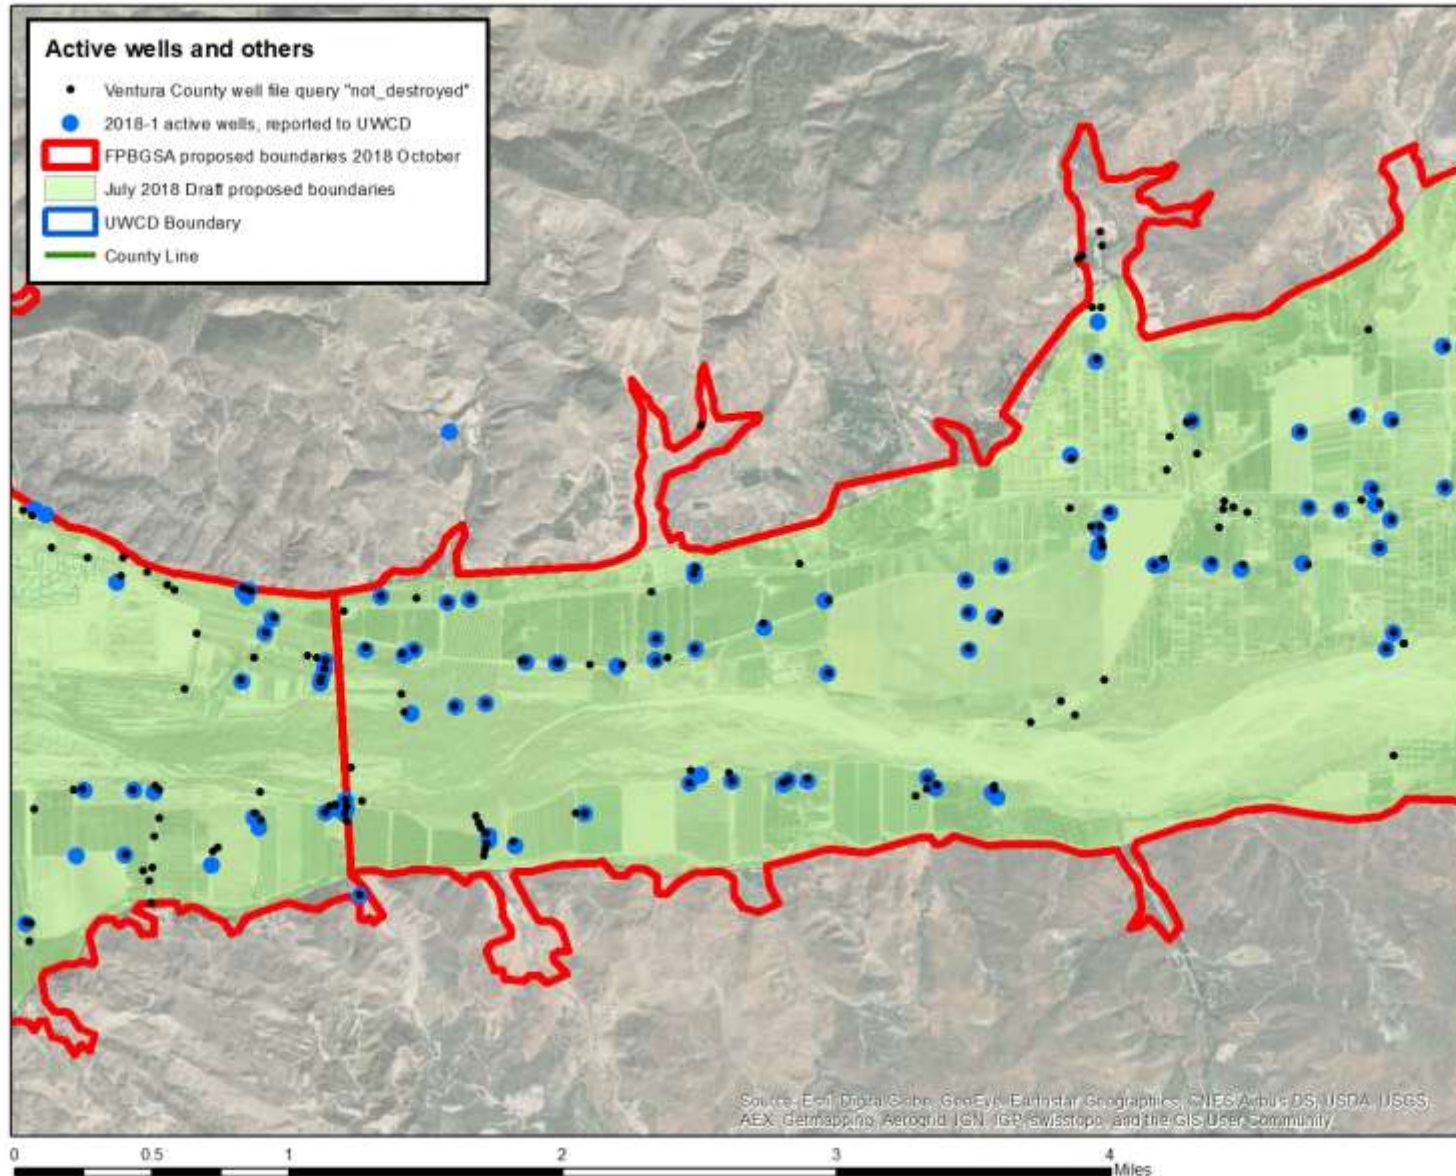 Active wells and others
Ventura County well file query "not_destroyed"
2018-1 active wells, reported to UWCD
FPBGSA proposed boundaries 2018 October
July 2018 Draft proposed boundaries
UWCD Boundary
County Line
Source: Esri, DigitalGlobe, GeoEye, Earthstar Geographics, CNES/Airbus DS, USDA, USGS,
AEX, Getmapping, Aerogrid, IGN, IGP, swisstopo, and the GIS User Community
0 0.5 1 2 3 4
Miles